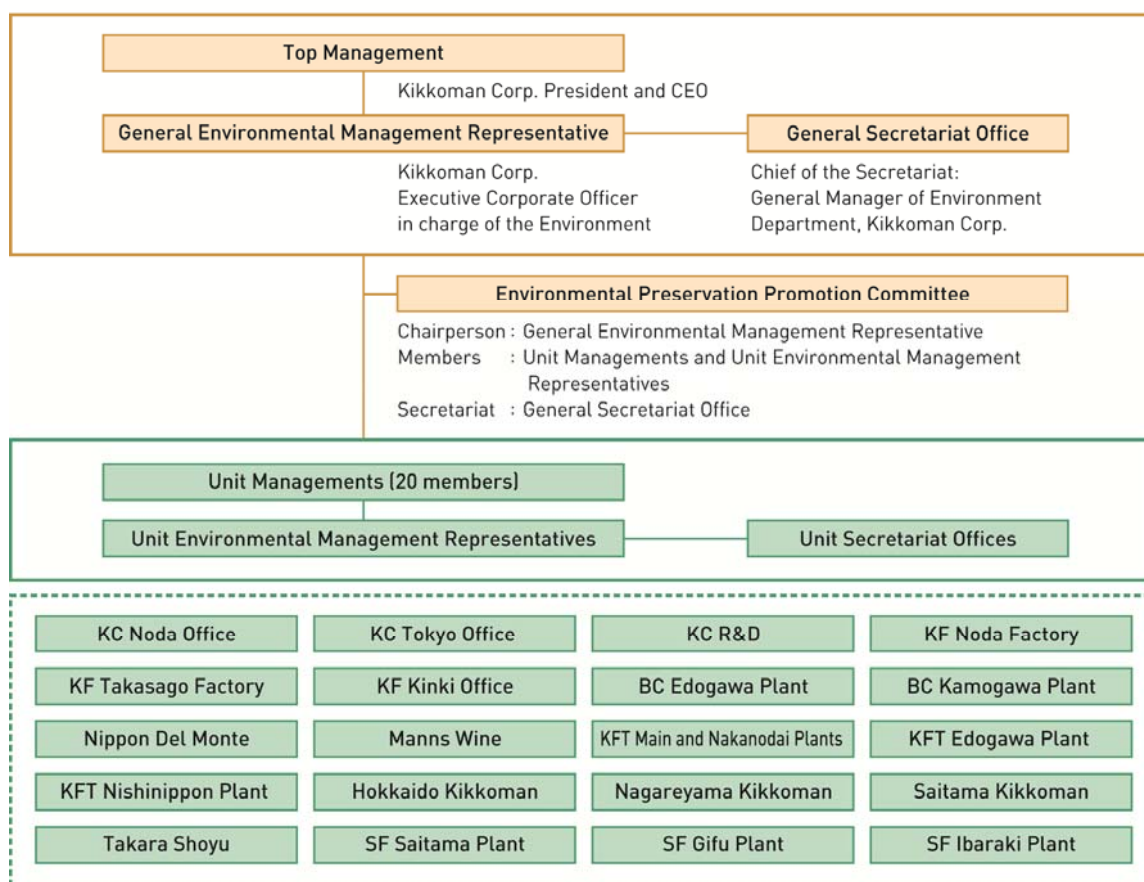 Top Management
Kikkoman Corp. President and CEO
General Environmental Management Representative
General Secretariat Office
Kikkoman Corp.
Executive Corporate Officer
in charge of the Environment
Chief of the Secretariat:
General Manager of Environment
Department, Kikkoman Corp.
Environmental Preservation Promotion Committee
Chairperson : General Environmental Management Representative
Members : Unit Managements and Unit Environmental Management
Representatives
Secretariat : General Secretariat Office
Unit Managements (20 members)
Unit Environmental Management Representatives
Unit Secretariat Offices
KC Noda Office
KC Tokyo Office
KC R&D
KF Noda Factory
KF Takasago Factory
KF Kinki Office
BC Edogawa Plant
BC Kamogawa Plant
Nippon Del Monte
Manns Wine
KFT Main and Nakanodai Plants
KFT Edogawa Plant
KFT Nishinippon Plant
Hokkaido Kikkoman
Nagareyama Kikkoman
Saitama Kikkoman
Takara Shoyu
SF Saitama Plant
SF Gifu Plant
SF Ibaraki Plant